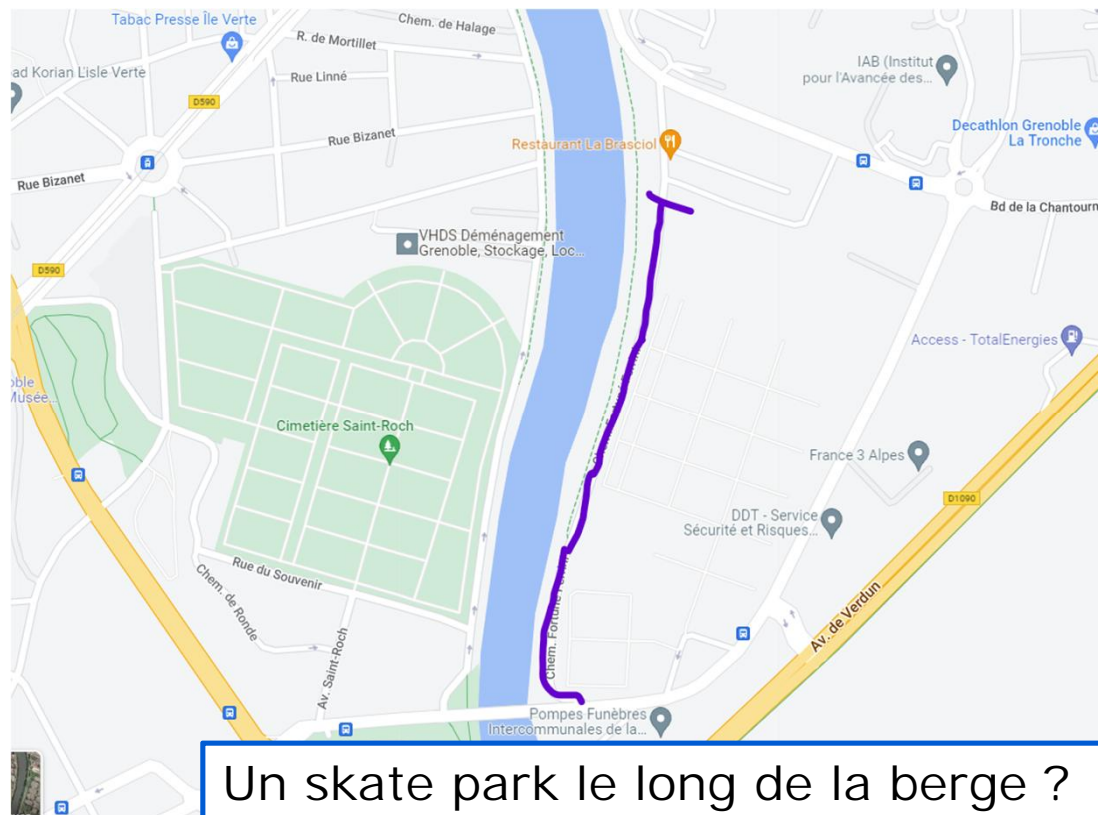 Tabac Presse Île Verte
Chem. de Halage
R. de Mortillet
ad Korian L'isle Verte
Rue Linné
IAB (Institut
pour l'Avancée des...
D590
Decathlon Grenoble
La Tronche
Rue Bizanet
Restaurant La Brasciol
Rue Bizanet
Bd de la Chantourn
VHDS Déménagement
Grenoble, Stockage, Loc...
D590
Access - TotalEnergies
Musée...
Cimetière Saint-Roch
France 3 Alpes
D1090
DDT - Service
Sécurité et Risques...
Rue du Souvenir
Chem. de Ronde
Chem. Fortuné
Av. de Verdun
Av. Saint-Roch
Pompes Funèbres
Intercommunales de la...
Un skate park le long de la berge ?